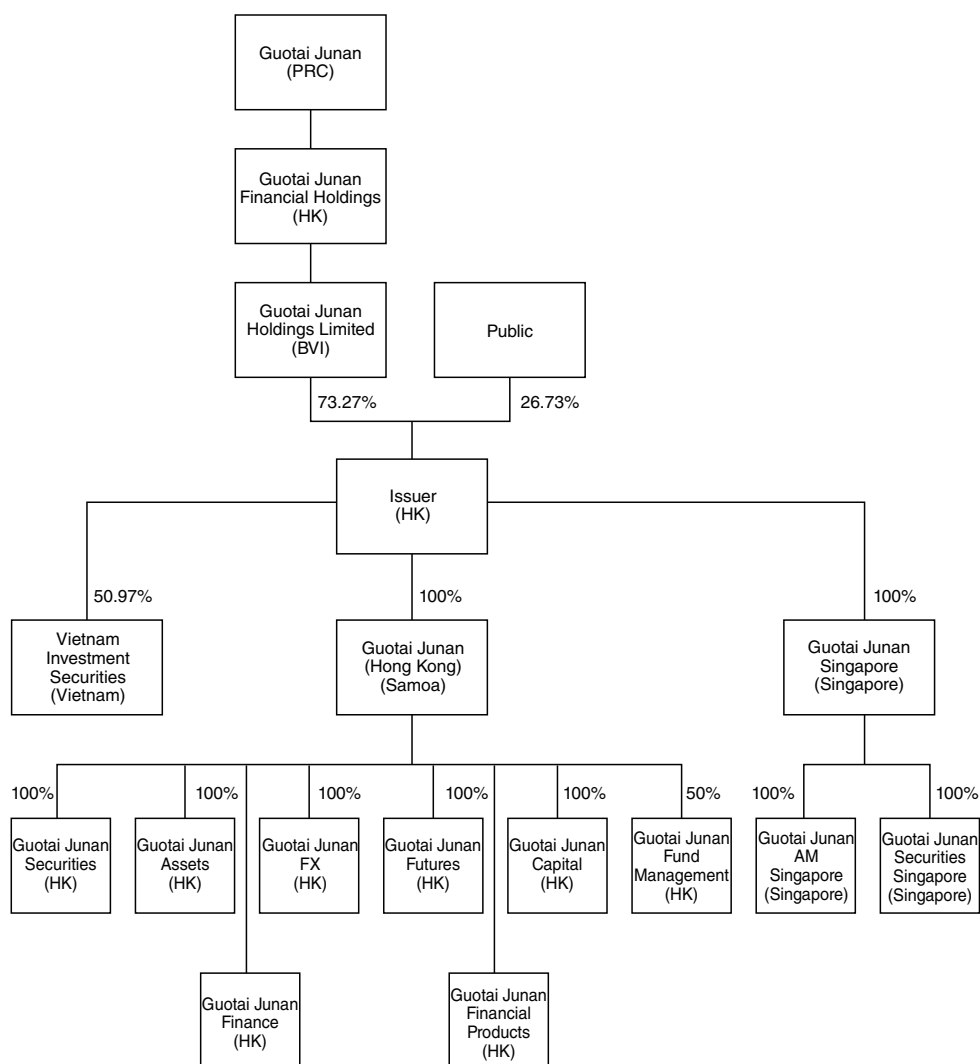 Guotai Junan
(PRC)
Guotai Junan
Financial Holdings
(HK)
Guotai Junan
Holdings Limited
(BVI)
Public
73.27%
26.73%
Issuer
(HK)
50.97%
100%
100%
Vietnam
Investment
Securities
(Vietnam)
Guotai Junan
(Hong Kong)
(Samoa)
Guotai Junan
Singapore
(Singapore)
100%
100%
100%
100%
100%
50%
100%
100%
Guotai Junan
Securities
(HK)
Guotai Junan
Assets
(HK)
Guotai Junan
FX
(HK)
Guotai Junan
Futures
(HK)
Guotai Junan
Capital
(HK)
Guotai Junan
Fund
Management
(HK)
Guotai Junan
AM
Singapore
(Singapore)
Guotai Junan
Securities
Singapore
(Singapore)
Guotai Junan
Finance
(HK)
Guotai Junan
Financial
Products
(HK)